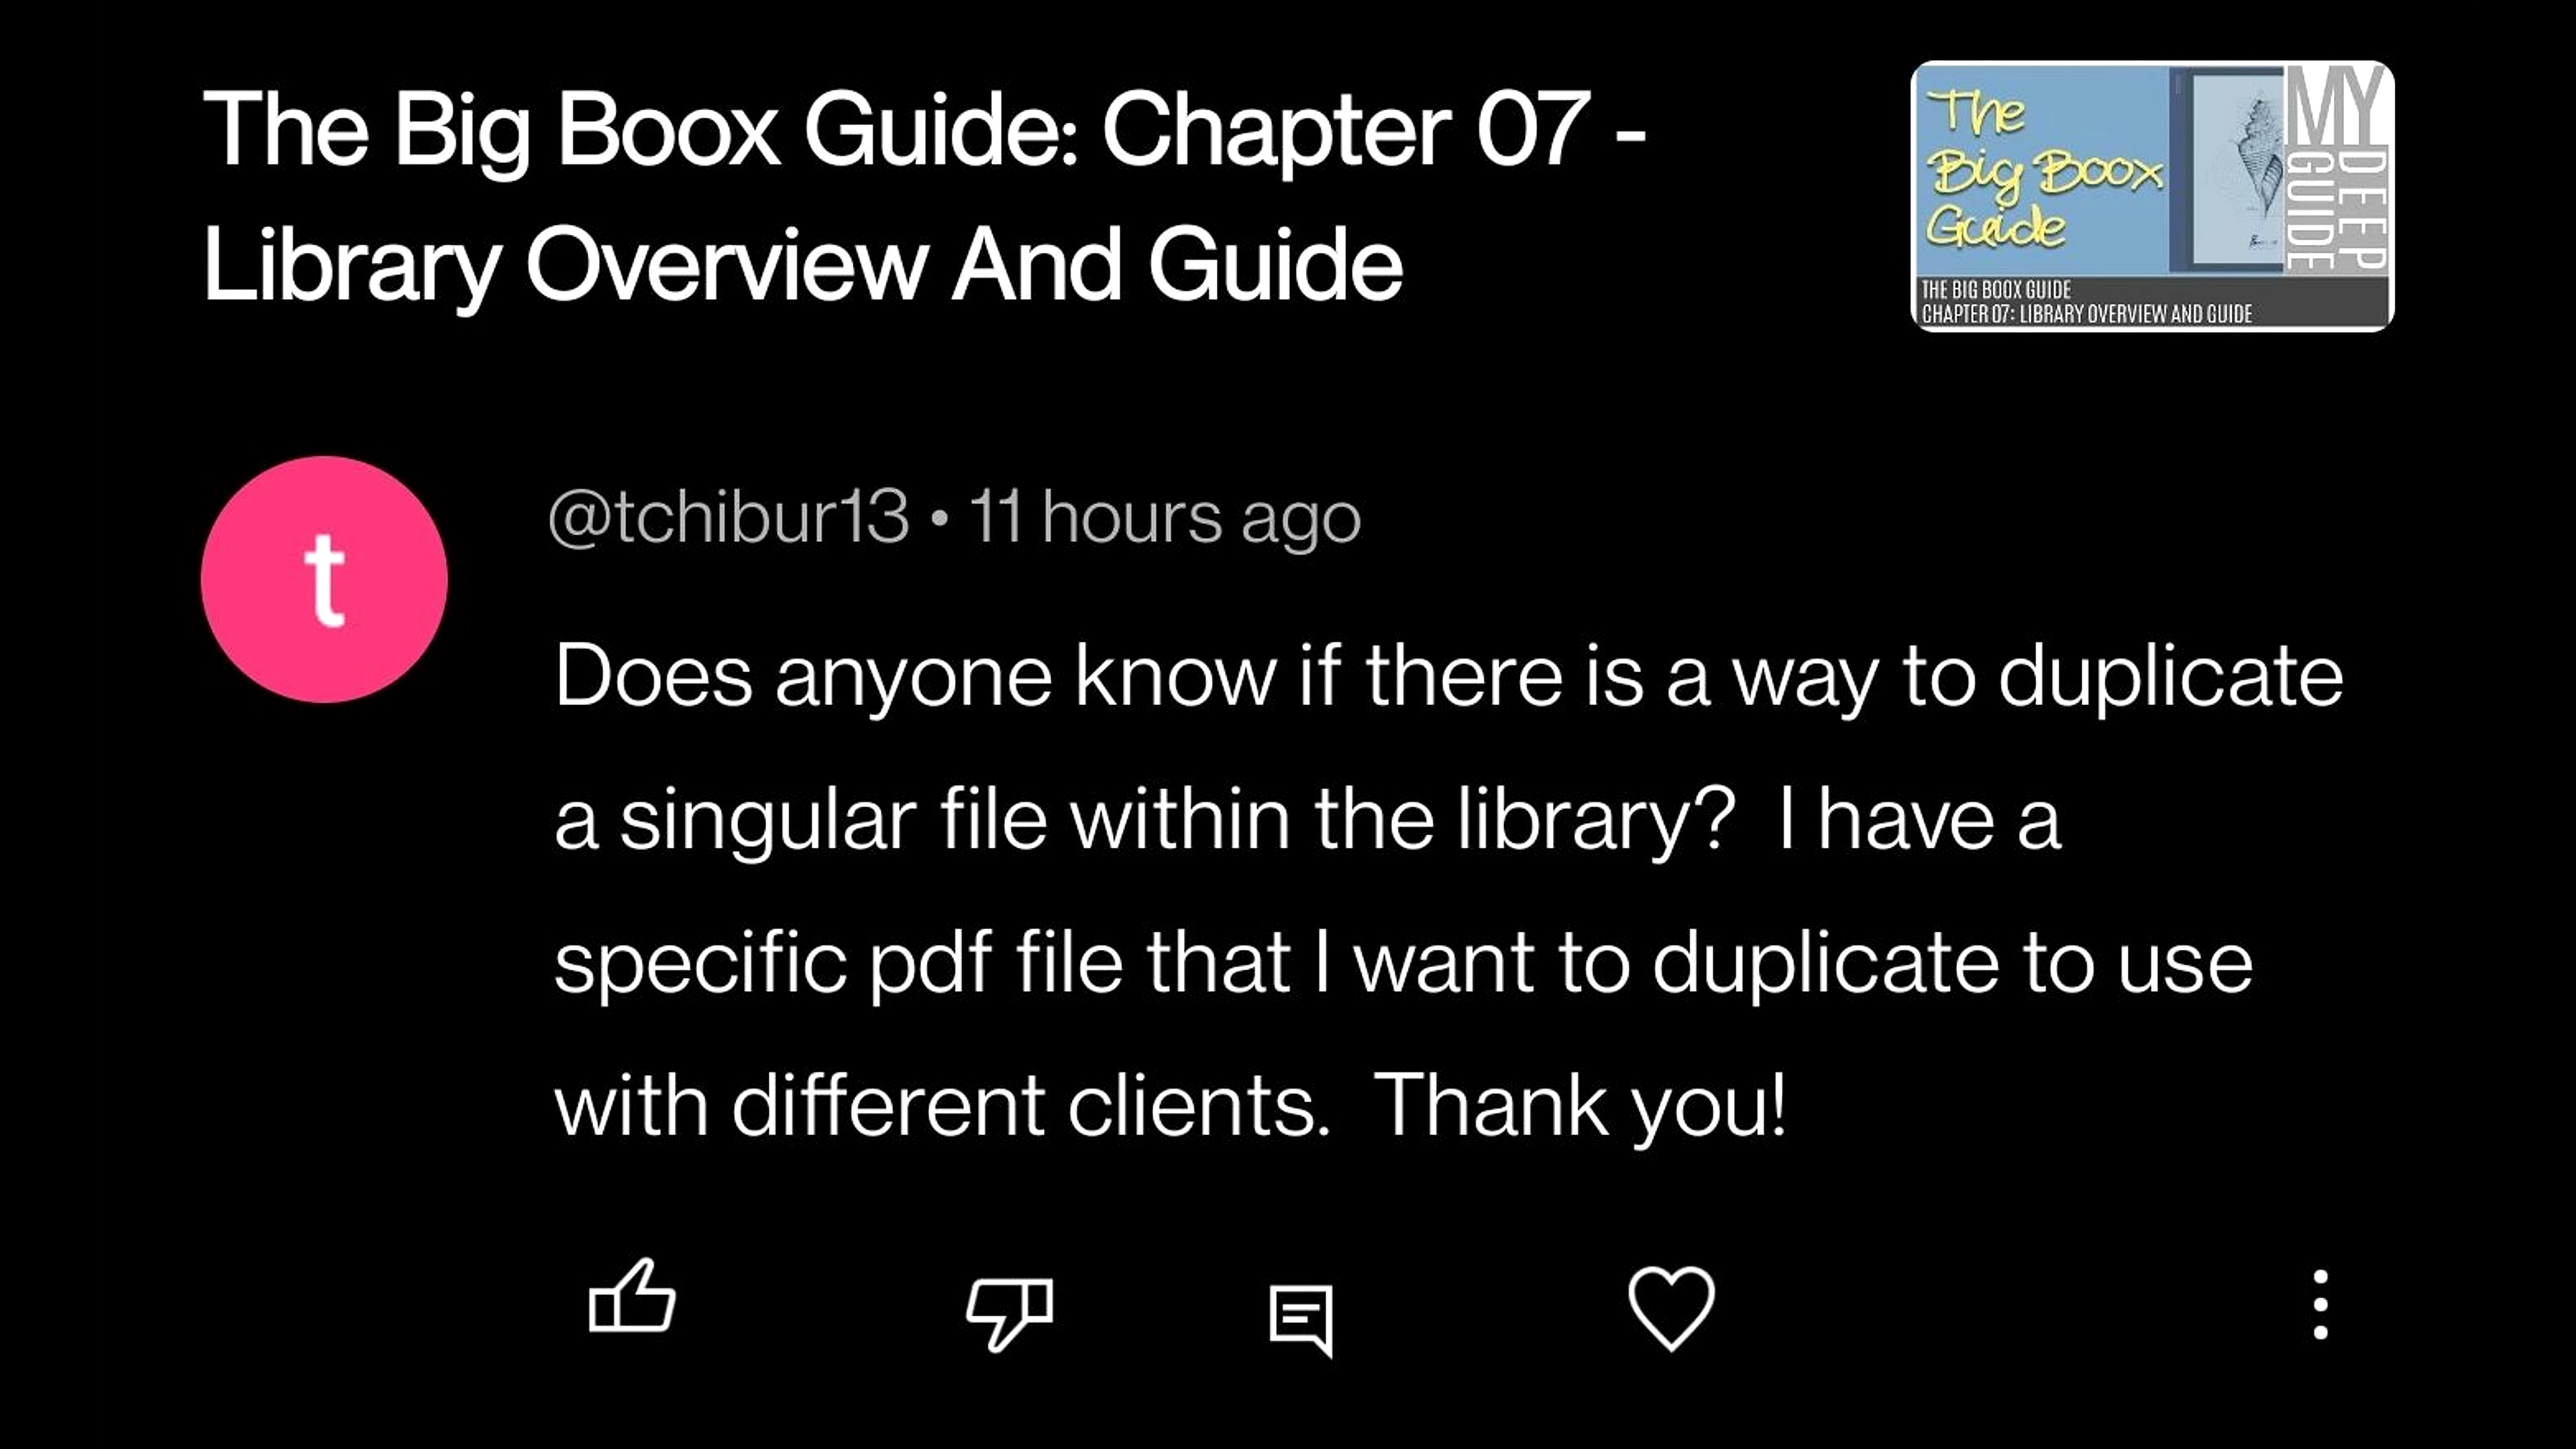 The Big Boox Guide: Chapter 07 -
Library Overview And Guide
The
Big Boox
Guide
MY
DEEP
GUIDE
THE BIG BOOX GUIDE
CHAPTER 07: LIBRARY OVERVIEW AND GUIDE
t
@tchibur13 • 11 hours ago
Does anyone know if there is a way to duplicate
a singular file within the library?  I have a
specific pdf file that I want to duplicate to use
with different clients.  Thank you!